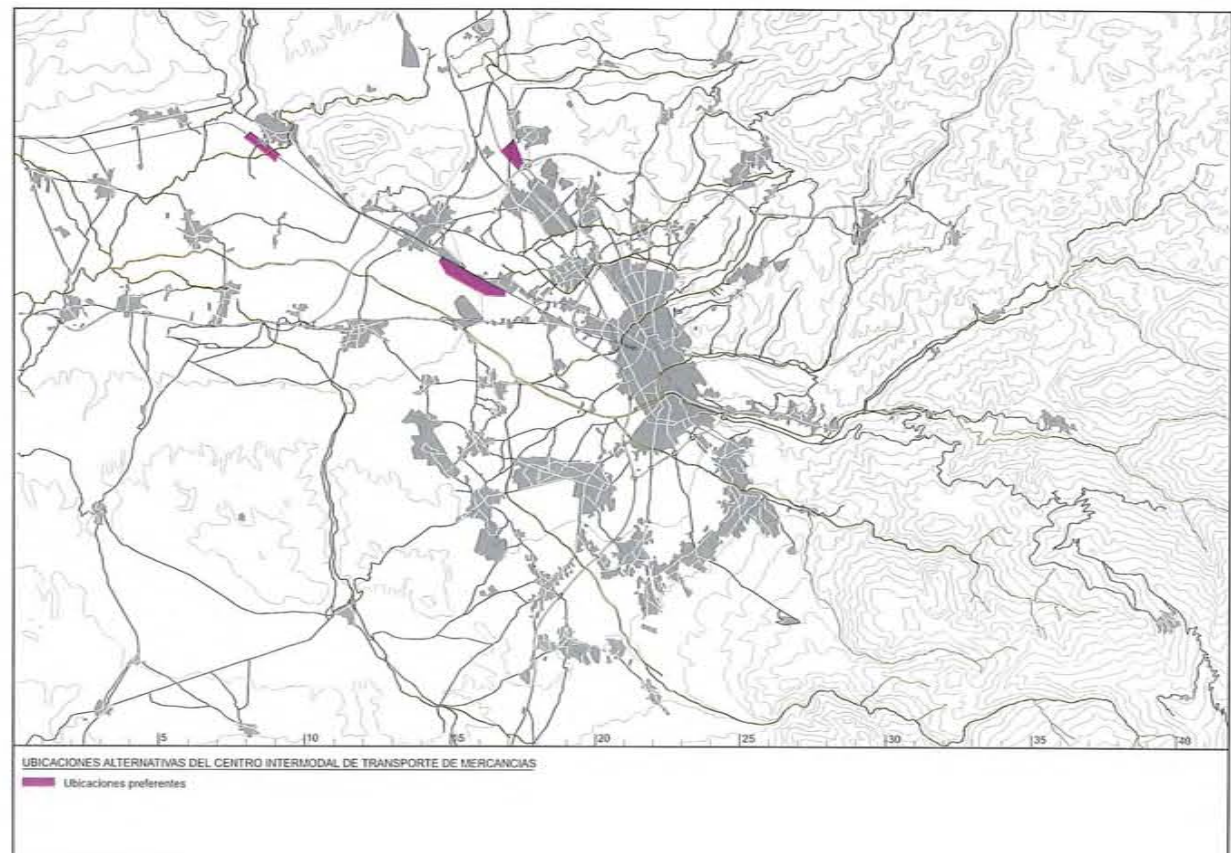 5 10 15 20 25 30 35 40
UBICACIONES ALTERNATIVAS DEL CENTRO INTERMODAL DE TRANSPORTE DE MERCANCIAS
Ubicaciones preferentes